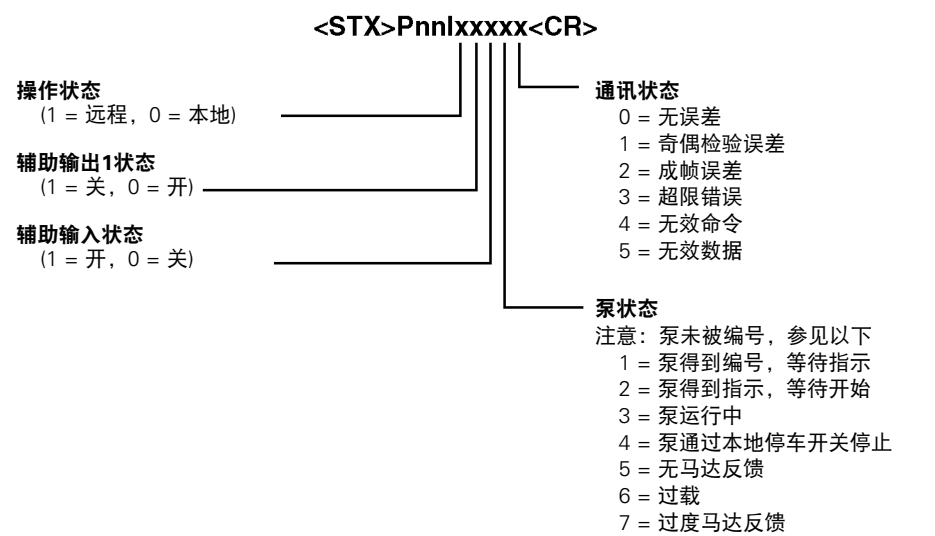 <STX>PnnIxxxxx<CR>
操作状态
(1 = 远程，0 = 本地)
辅助输出1状态
(1 = 关，0 = 开)
辅助输入状态
(1 = 开，0 = 关)
通讯状态
0 = 无误差
1 = 奇偶检验误差
2 = 成帧误差
3 = 超限错误
4 = 无效命令
5 = 无效数据
泵状态
注意：泵未被编号，参见以下
1 = 泵得到编号，等待指示
2 = 泵得到指示，等待开始
3 = 泵运行中
4 = 泵通过本地停车开关停止
5 = 无马达反馈
6 = 过载
7 = 过度马达反馈